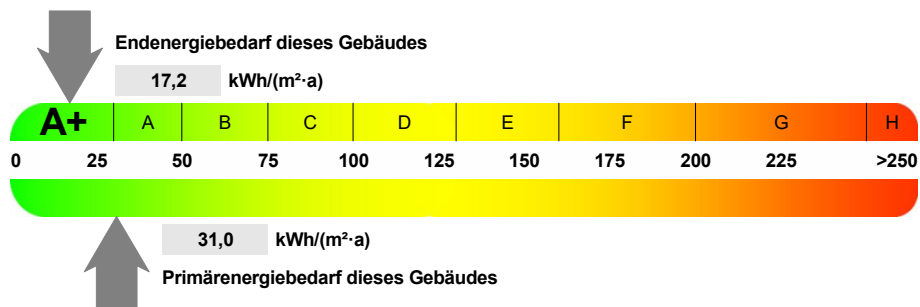 Endenergiebedarf dieses Gebäudes
17,2 kWh/(m²·a)
A+ A B C D E F G H
0 25 50 75 100 125 150 175 200 225 >250
31,0 kWh/(m²·a)
Primärenergiebedarf dieses Gebäudes